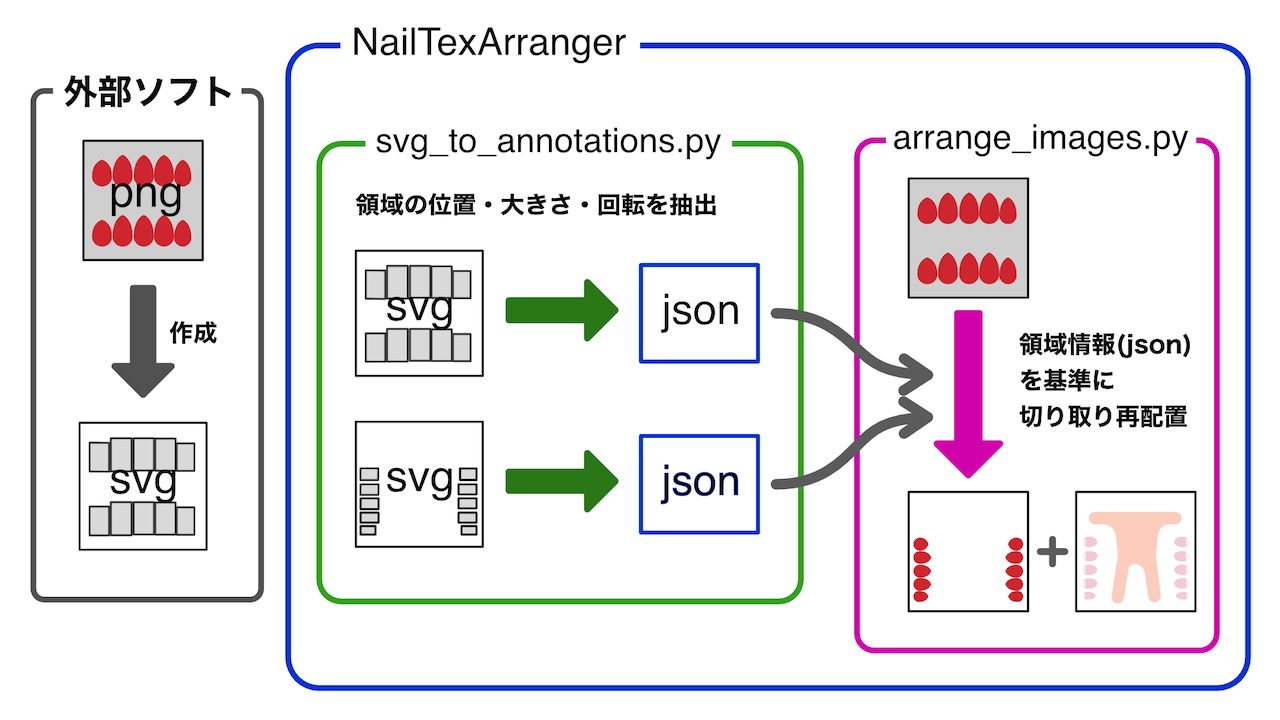 NailTexArranger
外部ソフト
png
作成
svg
svg_to_annotations.py
領域の位置・大きさ・回転を抽出
svg
json
svg
json
arrange_images.py
領域情報(json)
を基準に
切り取り再配置
+